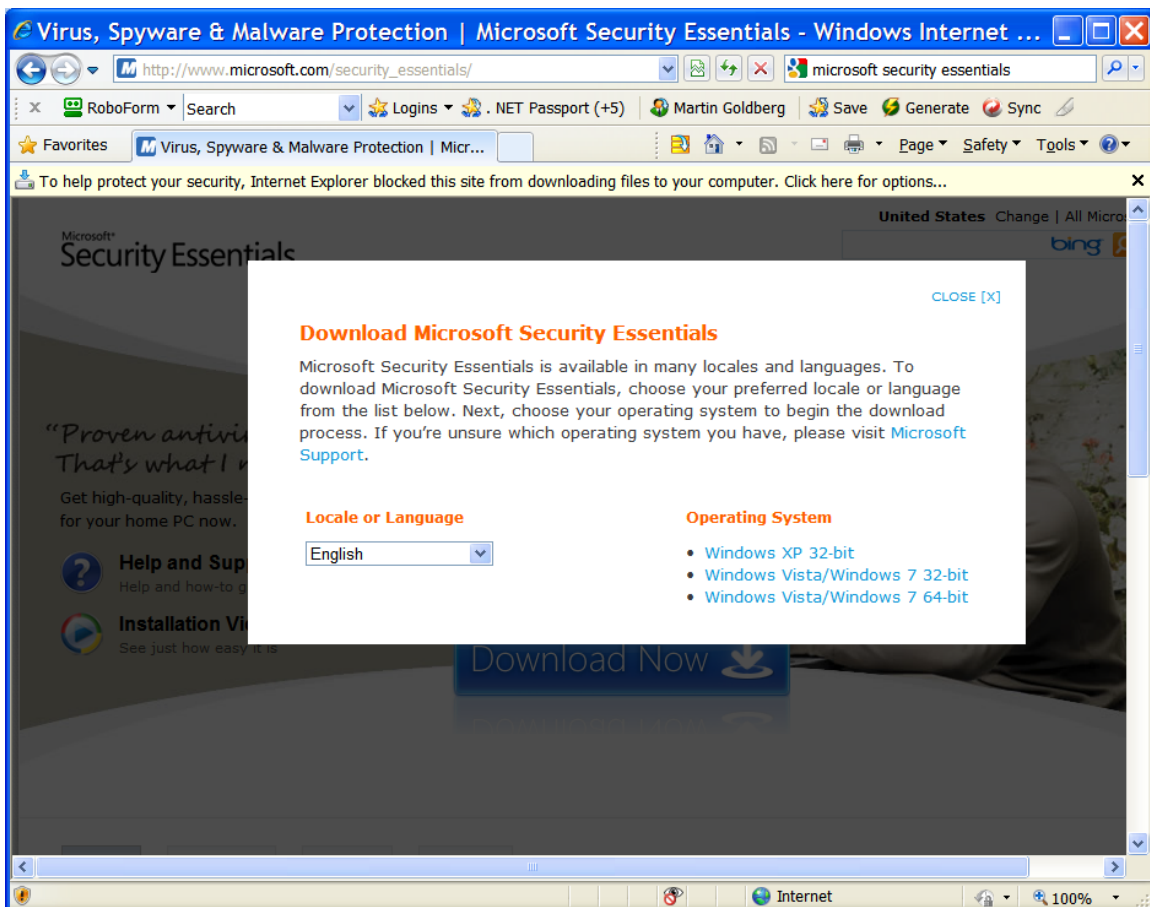 Virus, Spyware & Malware Protection | Microsoft Security Essentials - Windows Internet ...
http://www.microsoft.com/security_essentials/
microsoft security essentials
x RoboForm Search Logins . NET Passport (+5) Martin Goldberg Save Generate Sync
Favorites Virus, Spyware & Malware Protection | Micr... Page Safety Tools
To help protect your security, Internet Explorer blocked this site from downloading files to your computer. Click here for options...
United States Change | All Micro
Microsoft
Security Essentials
bing
CLOSE [X]
Download Microsoft Security Essentials
Microsoft Security Essentials is available in many locales and languages. To
download Microsoft Security Essentials, choose your preferred locale or language
from the list below. Next, choose your operating system to begin the download
process. If you're unsure which operating system you have, please visit Microsoft
Support.
Locale or Language
English
Operating System
• Windows XP 32-bit
• Windows Vista/Windows 7 32-bit
• Windows Vista/Windows 7 64-bit
“Proven
That's what I
Get high-quality, hassle-
for your home PC now.
Help and Sup
Help and how-to g
Installation Vi
See just how easy it is
Download Now
Internet
100%